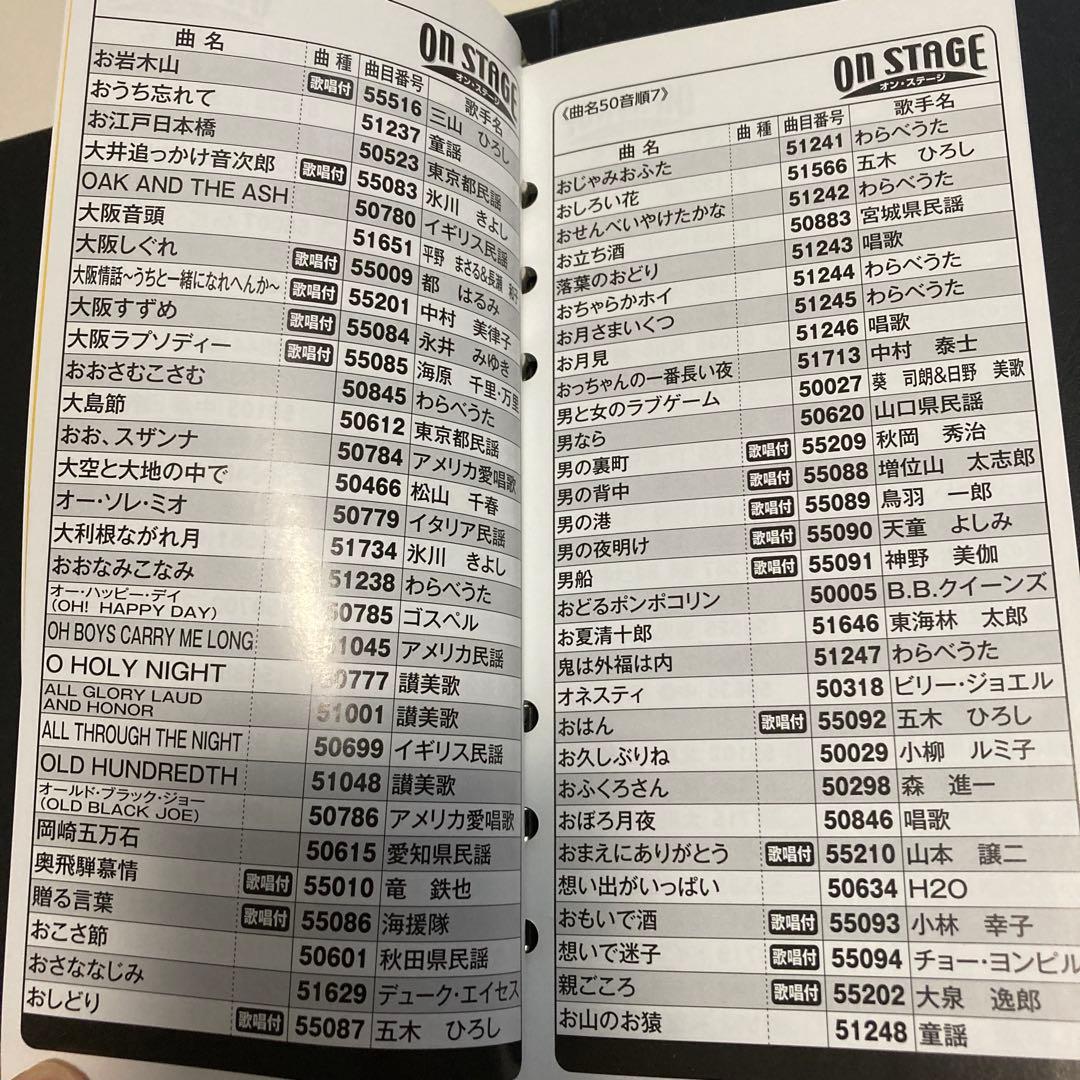 ON STAGE
オン・ステージ
曲名 曲種 曲目番号 歌手名
お岩木山 歌唱付 55516 三山 ひろし
おうち忘れて 51237 童謡
お江戸日本橋 50523 東京都民謡
大井追っかけ音次郎 歌唱付 55083 氷川 きよし
OAK AND THE ASH 50780 イギリス民謡
大阪音頭 51651 平野 まさる&長瀬
大阪しぐれ 歌唱付 55009 都 はるみ
大阪情話〜うちと一緒になれへんか〜 歌唱付 55201 中村 美律子
大阪すずめ 歌唱付 55084 永井 みゆき
大阪ラプソディー 歌唱付 55085 海原 千里・万里
おおさむこさむ 50845 わらべうた
大島節 50612 東京都民謡
おお、スザンナ 50784 アメリカ愛唱歌
大空と大地の中で 50466 松山 千春
オー・ソレ・ミオ 50779 イタリア民謡
大利根ながれ月 51734 氷川 きよし
おおなみこなみ 51238 わらべうた
オー・ハッピー・デイ
(OH! HAPPY DAY) 50785 ゴスペル
OH BOYS CARRY ME LONG 51045 アメリカ民謡
O HOLY NIGHT 50777 讃美歌
ALL GLORY LAUD
AND HONOR 51001 讃美歌
ALL THROUGH THE NIGHT 50699 イギリス民謡
OLD HUNDREDTH 51048 讃美歌
オールド・ブラック・ジョー
(OLD BLACK JOE) 50786 アメリカ愛唱歌
岡崎五万石 50615 愛知県民謡
奥飛騨慕情 歌唱付 55010 竜 鉄也
贈る言葉 歌唱付 55086 海援隊
おこさ節 50601 秋田県民謡
おさななじみ 51629 デューク・エイセス
おしどり 歌唱付 55087 五木 ひろし
ON STAGE
オン・ステージ
《曲名50音順7》
曲名 曲種 曲目番号 歌手名
おじゃみおふた 51241 わらべうた
おしろい花 51566 五木 ひろし
おせんべいやけたかな 51242 わらべうた
お立ち酒 50883 宮城県民謡
落葉のおどり 51243 唱歌
おちゃらかホイ 51244 わらべうた
お月さまいくつ 51245 わらべうた
お月見 51246 唱歌
おっちゃんの一番長い夜 51713 中村 泰士
男と女のラブゲーム 50027 葵 司朗&日野 美歌
男なら 50620 山口県民謡
男の裏町 歌唱付 55209 秋岡 秀治
男の背中 歌唱付 55088 増位山 太志郎
男の港 歌唱付 55089 鳥羽 一郎
男の夜明け 歌唱付 55090 天童 よしみ
男船 歌唱付 55091 神野 美伽
おどるポンポコリン 50005 B.B.クイーンズ
お夏清十郎 51646 東海林 太郎
鬼は外福は内 51247 わらべうた
オネスティ 50318 ビリー・ジョエル
おはん 歌唱付 55092 五木 ひろし
お久しぶりね 50029 小柳 ルミ子
おふくろさん 50298 森 進一
おぼろ月夜 50846 唱歌
おまえにありがとう 歌唱付 55210 山本 譲二
想い出がいっぱい 50634 H2O
おもいで酒 歌唱付 55093 小林 幸子
想いで迷子 歌唱付 55094 チョー・ヨンピル
親ごころ 歌唱付 55202 大泉 逸郎
お山のお猿 51248 童謡